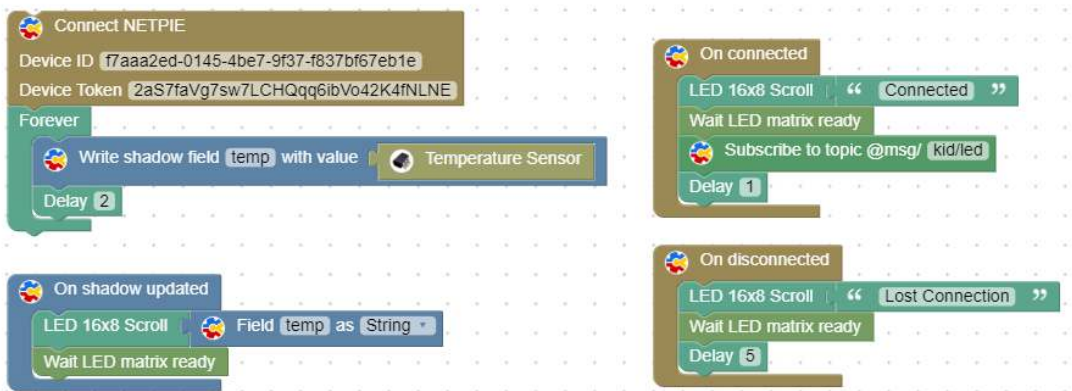 Connect NETPIE
Device ID f7aaa2ed-0145-4be7-9f37-f837bf67eb1e
Device Token 2aS7faVg7sw7LCHQqq6ibVo42K4fNLNE
Forever
Write shadow field temp with value Temperature Sensor
Delay 2
On shadow updated
LED 16x8 Scroll Field temp as String
Wait LED matrix ready
On connected
LED 16x8 Scroll “ Connected ”
Wait LED matrix ready
Subscribe to topic @msg/ kid/led
Delay 1
On disconnected
LED 16x8 Scroll “ Lost Connection ”
Wait LED matrix ready
Delay 5